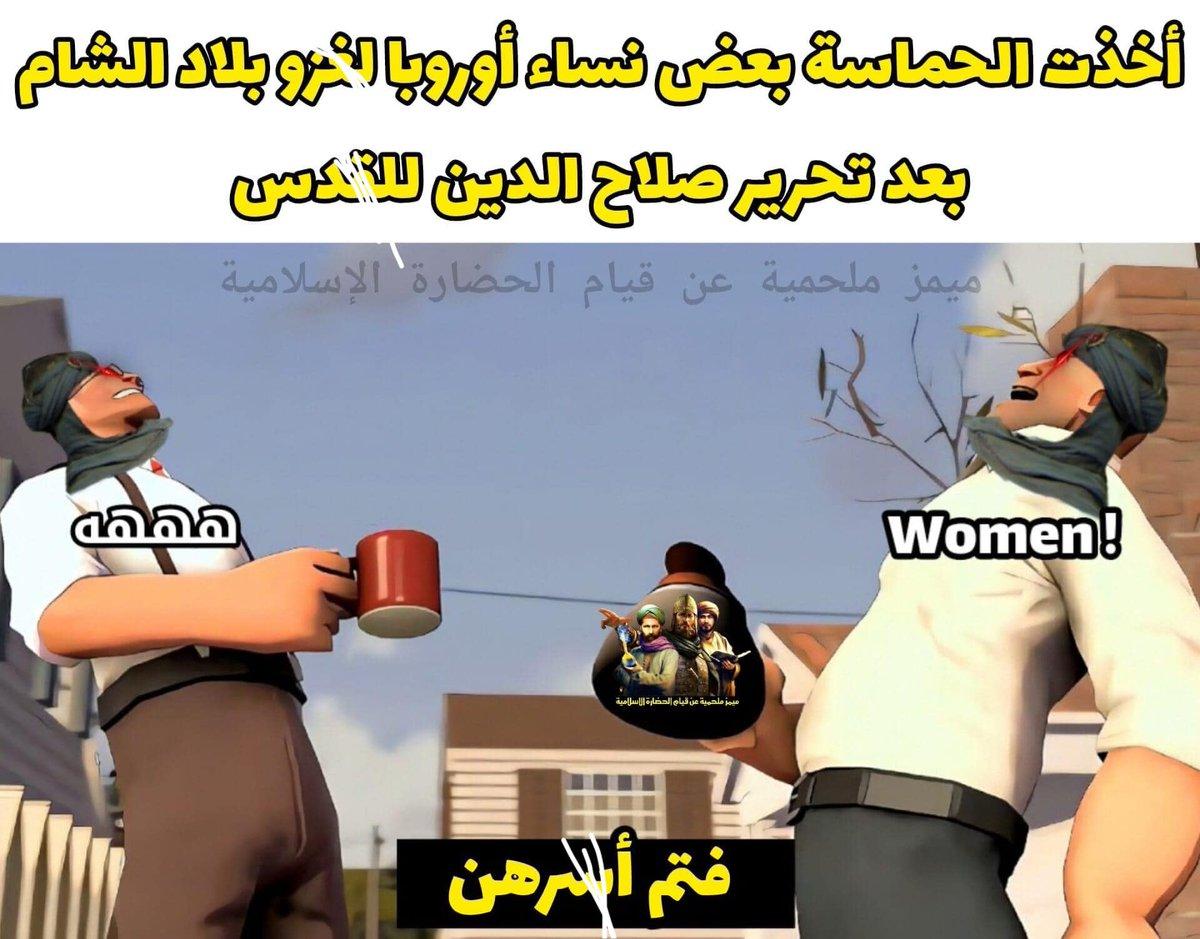 أخذت الحماسة بعض نساء أوروبا لغزو بلاد الشام
بعد تحرير صلاح الدين للقدس
ميمز ملحمية عن قيام الحضارة الإسلامية
هههه
Women!
ميمز ملحمية عن قيام الحضارة الإسلامية
فتم أسرهن